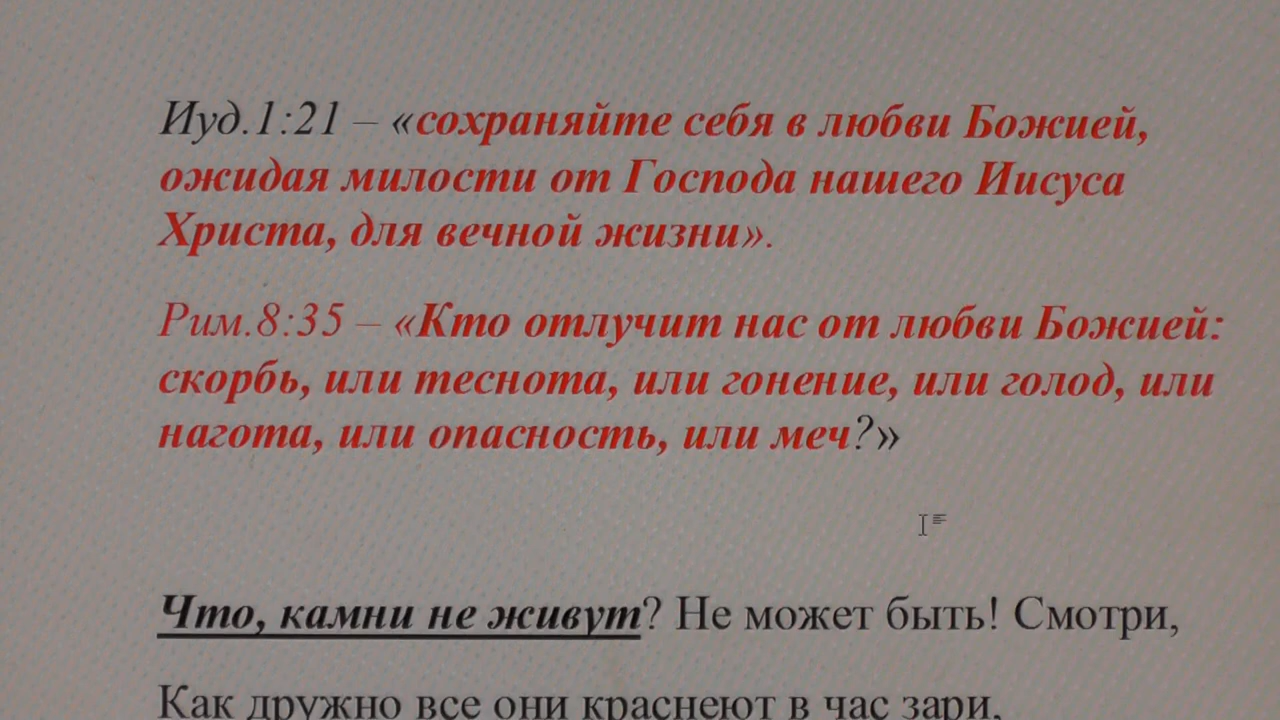 Иуд.1:21 – «сохраняйте себя в любви Божией,
ожидая милости от Господа нашего Иисуса
Христа, для вечной жизни».
Рим.8:35 – «Кто отлучит нас от любви Божией:
скорбь, или теснота, или гонение, или голод, или
нагота, или опасность, или меч?»
Что, камни не живут? Не может быть! Смотри,
Как дружно все они краснеют в час зари,